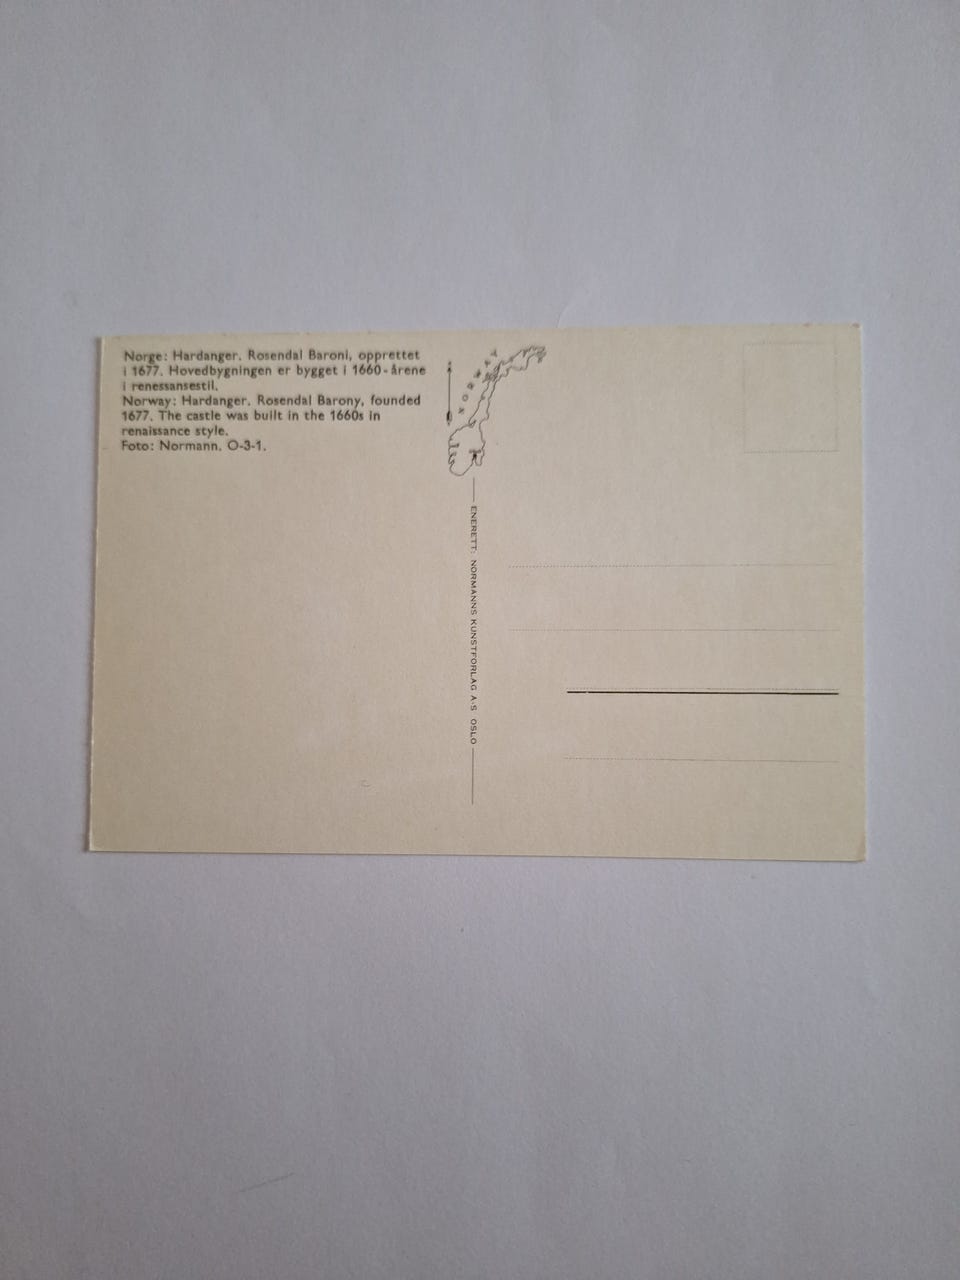 Norge: Hardanger. Rosendal Baroni, opprettet
i 1677. Hovedbygningen er bygget i 1660-årene
i renessansestil.
Norway: Hardanger. Rosendal Barony, founded
1677. The castle was built in the 1660s in
renaissance style.
Foto: Normann. O-3-1.
NORWAY
ENERETT: NORMANNS KUNSTFORLAG A·S OSLO